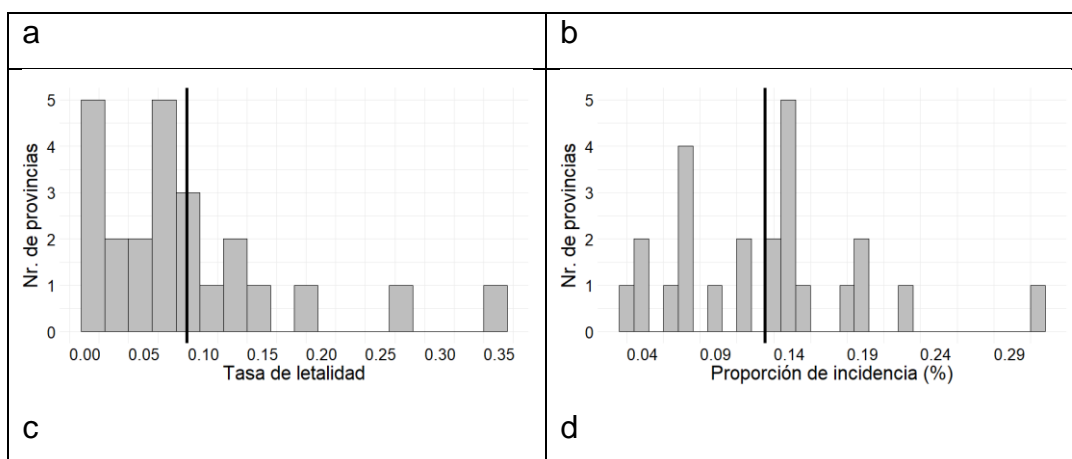 a
b
5
4
3
2
1
0
Nr. de provincias
0.00 0.05 0.10 0.15 0.20 0.25 0.30 0.35
Tasa de letalidad
5
4
3
2
1
0
Nr. de provincias
0.04 0.09 0.14 0.19 0.24 0.29
Proporción de incidencia (%)
c
d